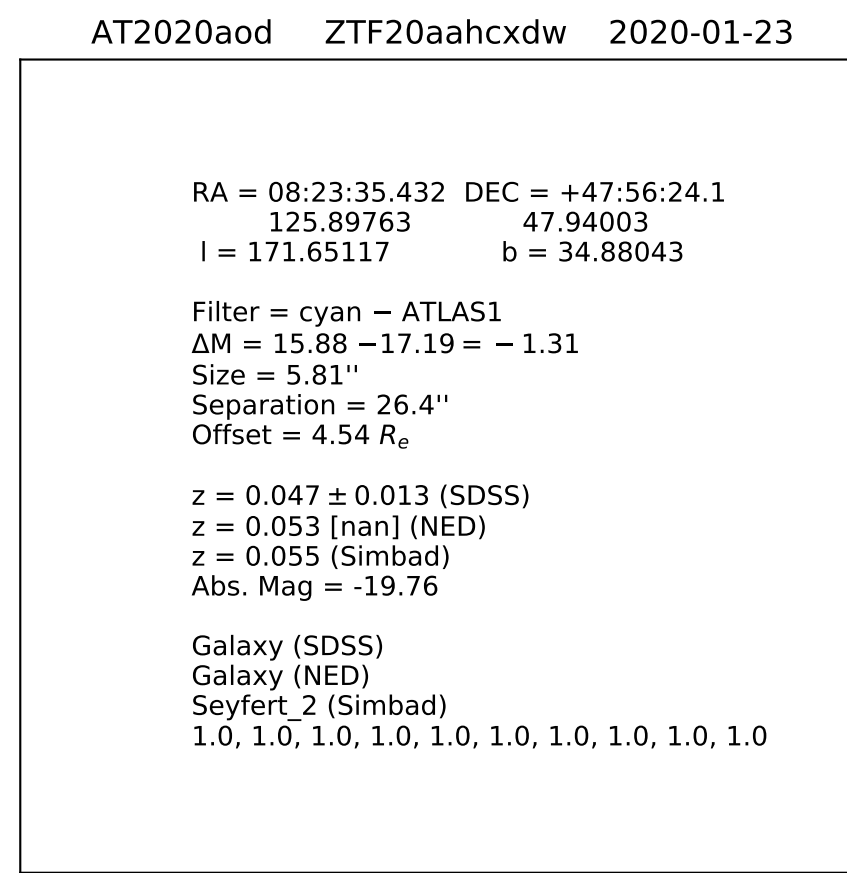 AT2020aod ZTF20aahcxdw 2020-01-23
RA = 08:23:35.432 DEC = +47:56:24.1
125.89763 47.94003
l = 171.65117 b = 34.88043
Filter = cyan − ATLAS1
ΔM = 15.88 −17.19 = − 1.31
Size = 5.81''
Separation = 26.4''
Offset = 4.54 Rₑ
z = 0.047 ± 0.013 (SDSS)
z = 0.053 [nan] (NED)
z = 0.055 (Simbad)
Abs. Mag = -19.76
Galaxy (SDSS)
Galaxy (NED)
Seyfert_2 (Simbad)
1.0, 1.0, 1.0, 1.0, 1.0, 1.0, 1.0, 1.0, 1.0, 1.0